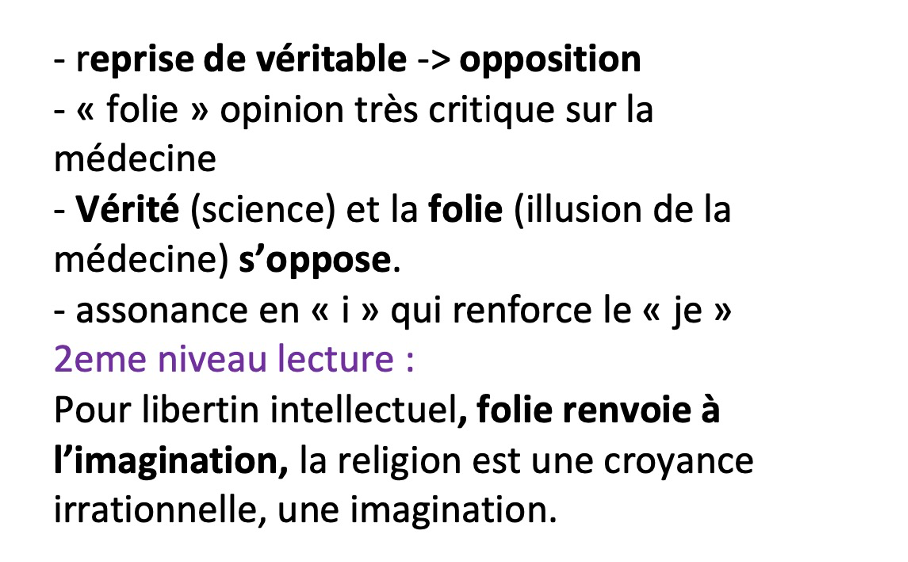 - reprise de véritable -> opposition
- « folie » opinion très critique sur la
médecine
- Vérité (science) et la folie (illusion de la
médecine) s’oppose.
- assonance en « i » qui renforce le « je »
2eme niveau lecture :
Pour libertin intellectuel, folie renvoie à
l’imagination, la religion est une croyance
irrationnelle, une imagination.